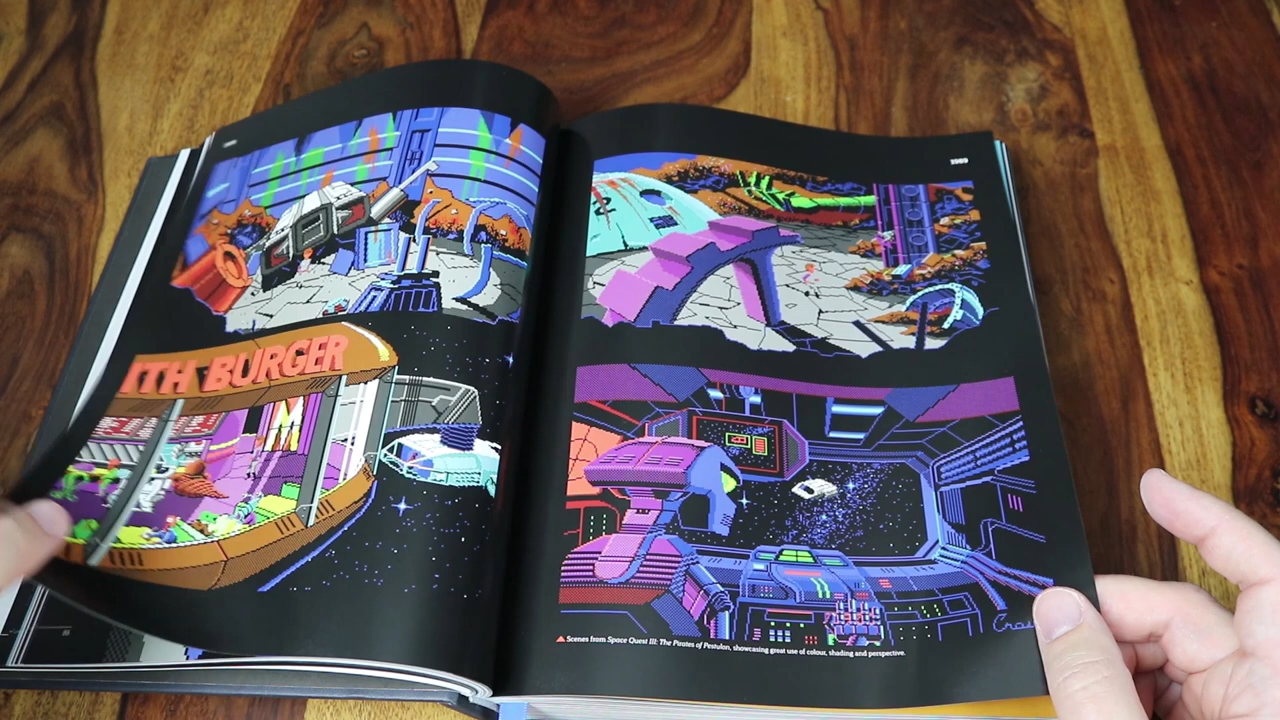 1989
ITH BURGER
M
▲ Scenes from Space Quest III: The Pirates of Pestulon, showcasing great use of colour, shading and perspective.